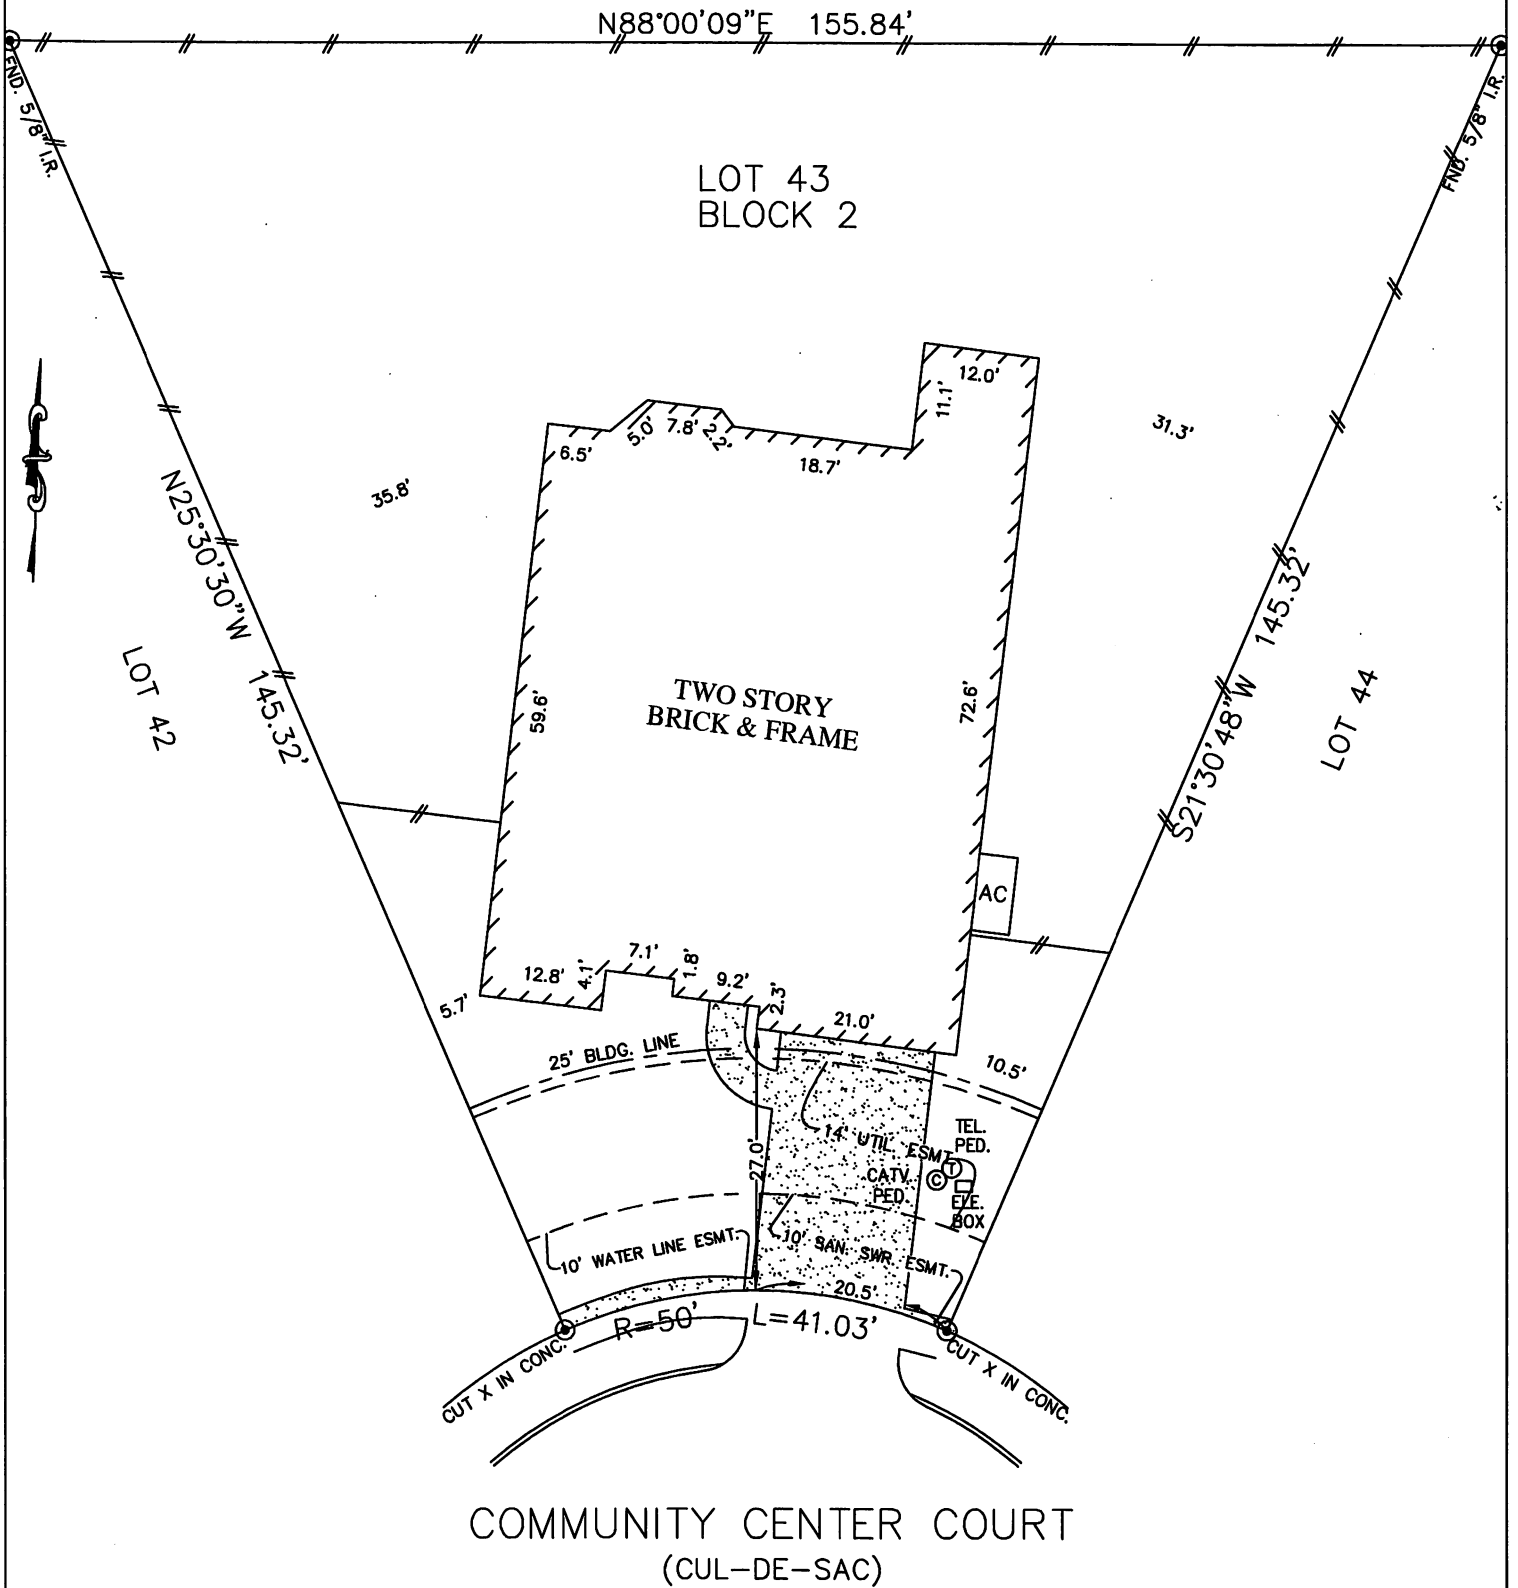 N88°00'09"E 155.84'
FND. 5/8" I.R.
FND. 5/8" I.R.
LOT 43
BLOCK 2
12.0'
11.1'
5.0'
7.8'
2.2'
6.5'
18.7'
31.3'
35.8'
N25°30'30"W 145.32'
S21°30'48"W 145.32'
LOT 42
LOT 44
59.6'
72.6'
TWO STORY
BRICK & FRAME
AC
12.8'
4.1'
7.1'
1.8'
9.2'
2.3'
21.0'
5.7'
10.5'
25' BLDG. LINE
27.0'
14' UTIL. ESMT.
TEL.
PED.
T
C
CATV.
PED.
ELE.
BOX
10' WATER LINE ESMT.
10' SAN. SWR. ESMT.
20.5'
R=50' L=41.03'
CUT X IN CONC.
CUT X IN CONC.
COMMUNITY CENTER COURT
(CUL-DE-SAC)